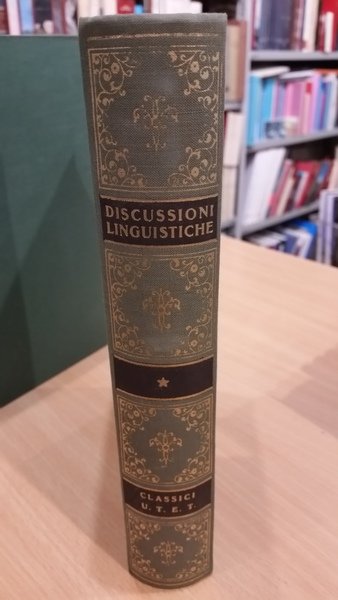 DISCUSSIONI
LINGUISTICHE
CLASSICI
U. T. E. T.